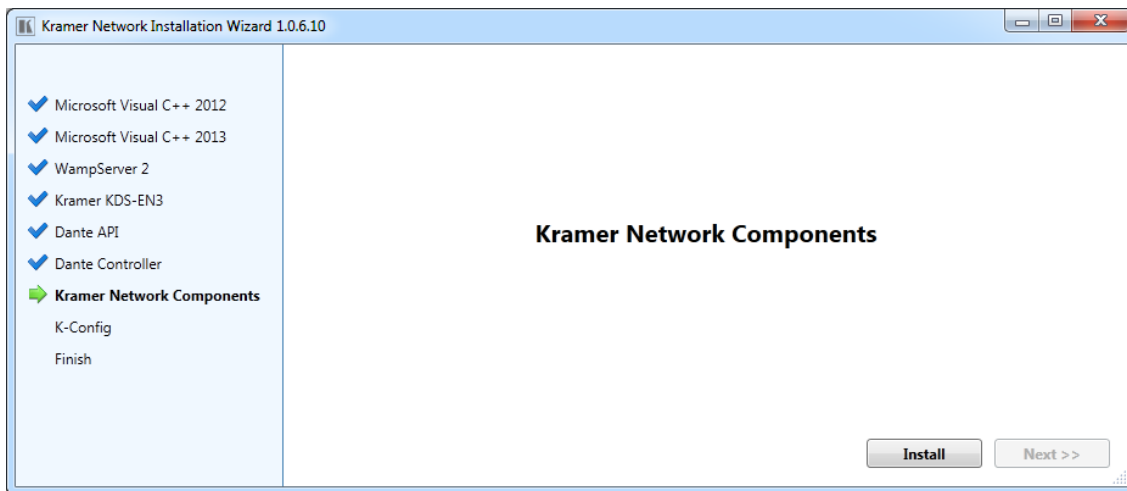 Kramer Network Installation Wizard 1.0.6.10
Microsoft Visual C++ 2012
Microsoft Visual C++ 2013
WampServer 2
Kramer KDS-EN3
Dante API
Dante Controller
Kramer Network Components
K-Config
Finish
Kramer Network Components
Install
Next >>